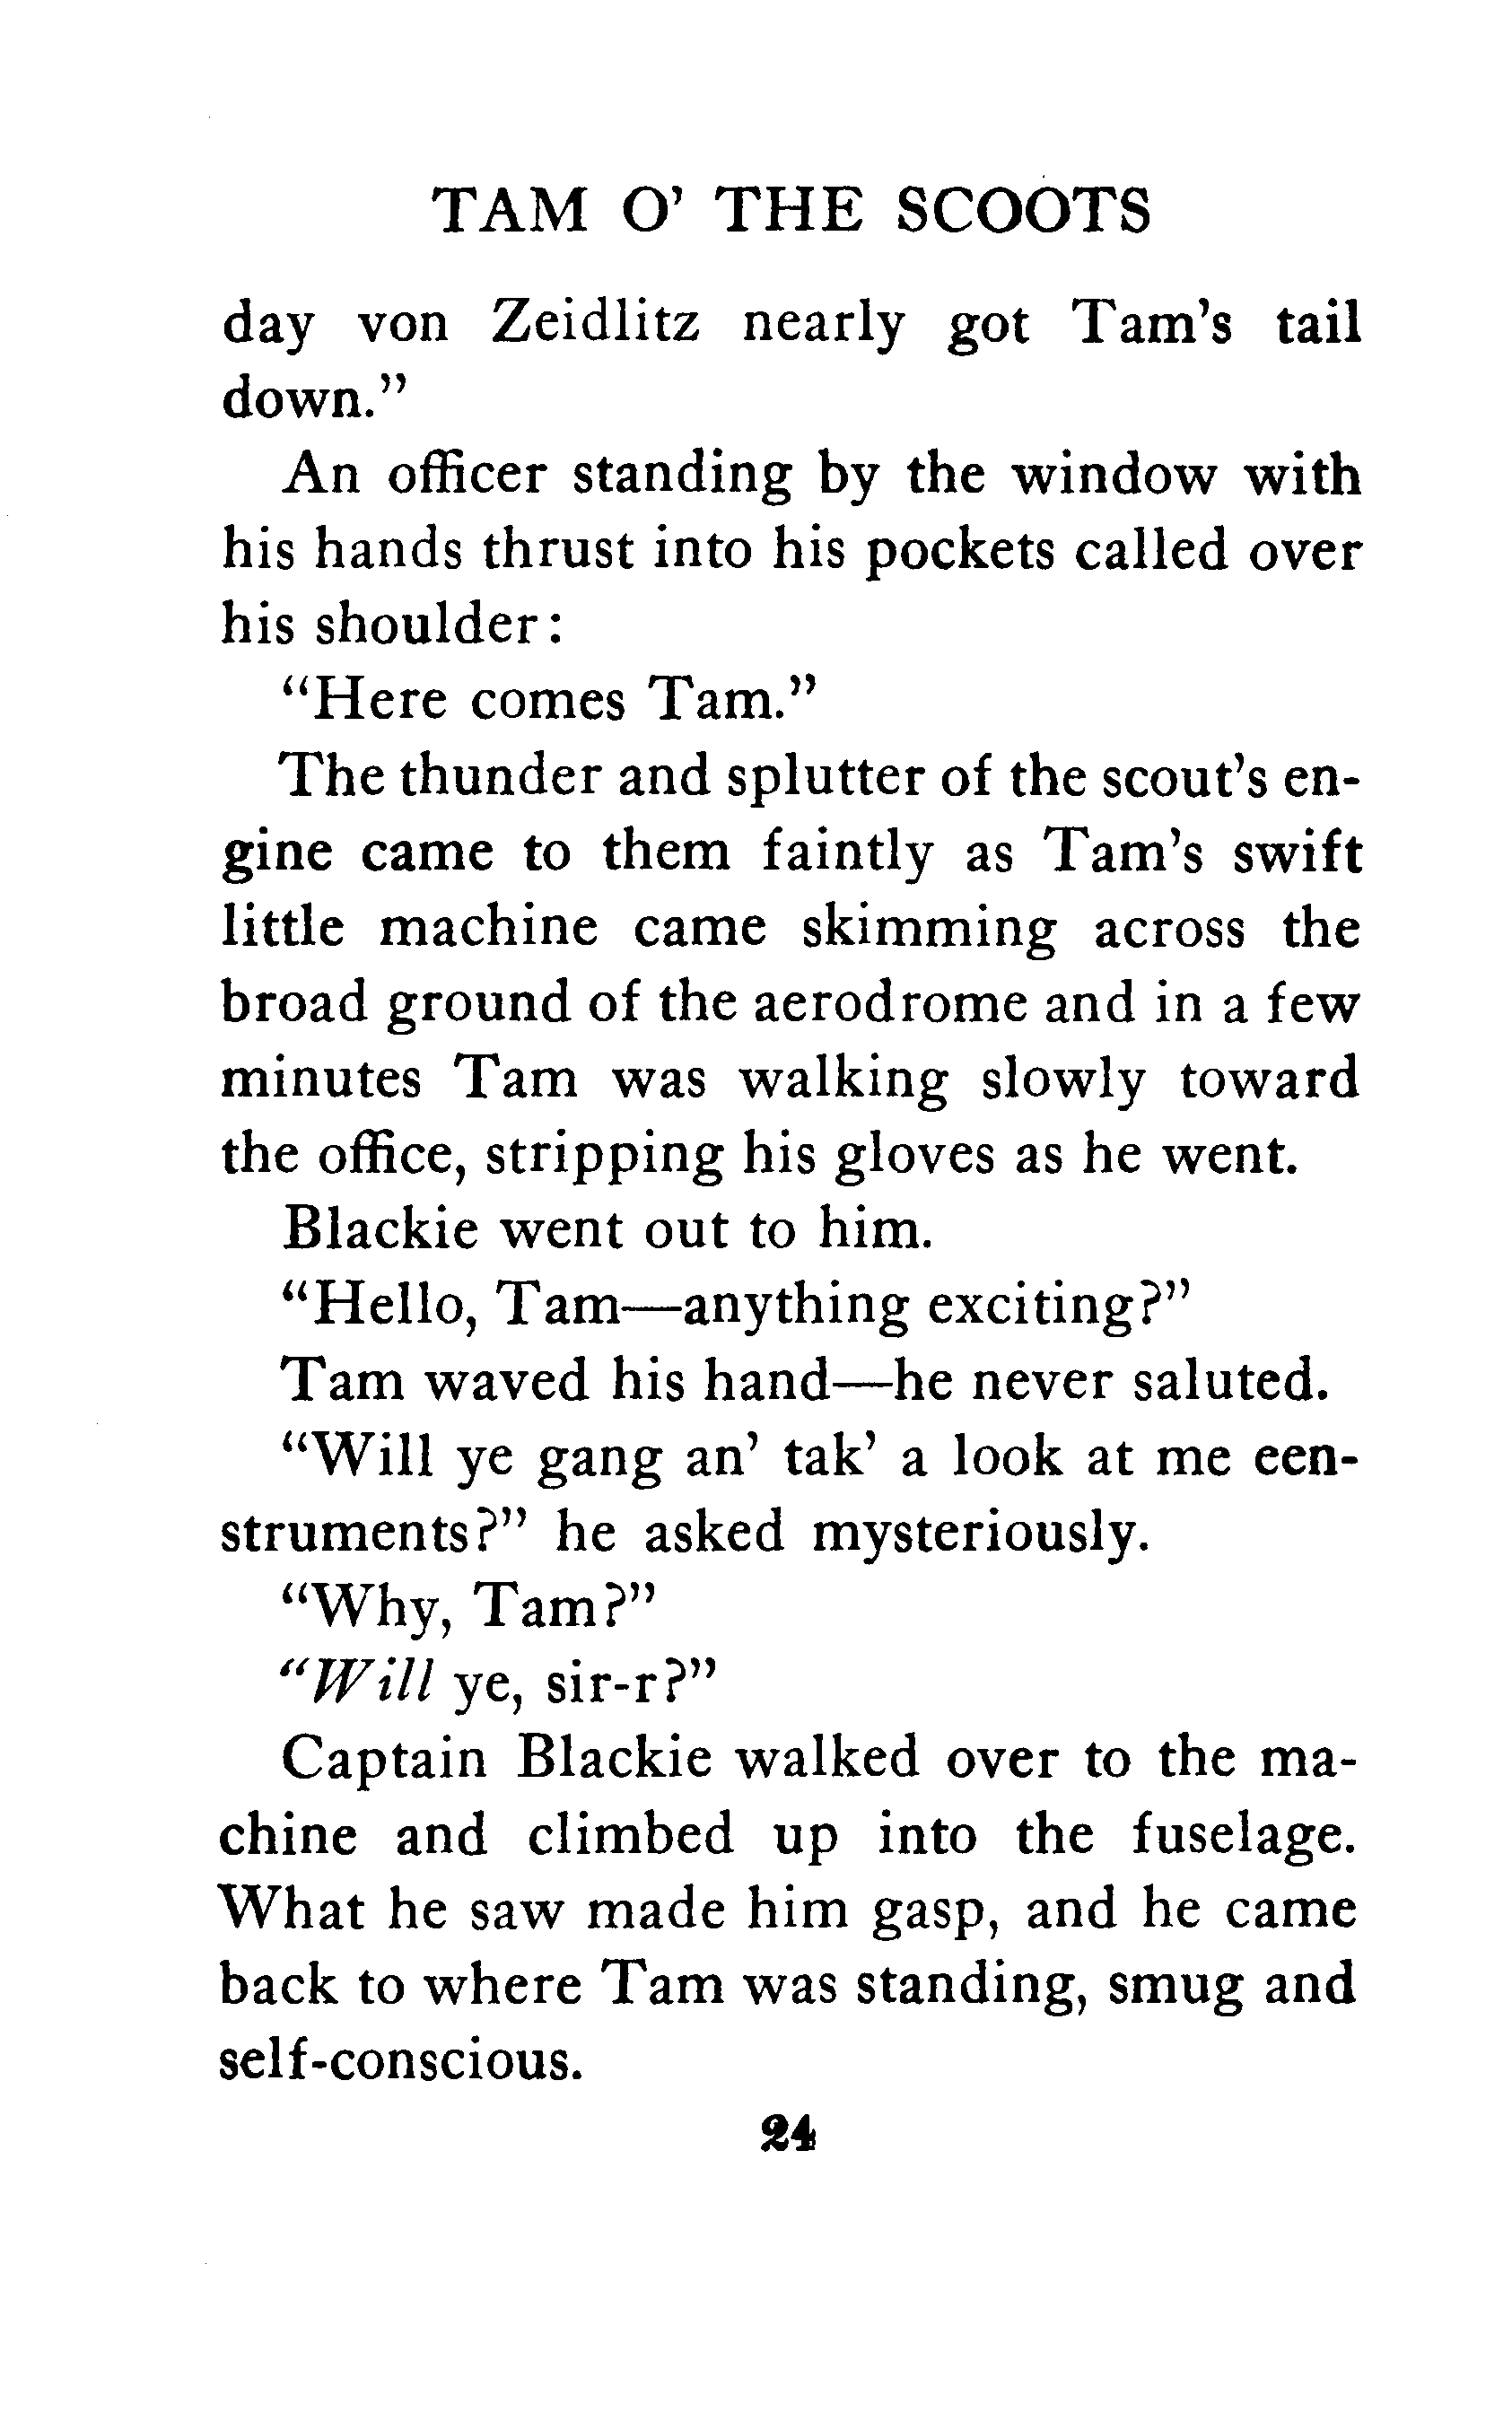 TAM O' THE SCOOTS
day von Zeidlitz nearly got Tam's tail
down."
An officer standing by the window with
his hands thrust into his pockets called over
his shoulder:
"Here comes Tam."
The thunder and splutter of the scout's en-
gine came to them faintly as Tam's swift
little machine came skimming across the
broad ground of the aerodrome and in a few
minutes Tam was walking slowly toward
the office, stripping his gloves as he went.
Blackie went out to him.
"Hello, Tam—anything exciting?"
Tam waved his hand—he never saluted.
"Will ye gang an' tak' a look at me een-
struments?" he asked mysteriously.
"Why, Tam?"
"Will ye, sir-r?"
Captain Blackie walked over to the ma-
chine and climbed up into the fuselage.
What he saw made him gasp, and he came
back to where Tam was standing, smug and
self-conscious.
24